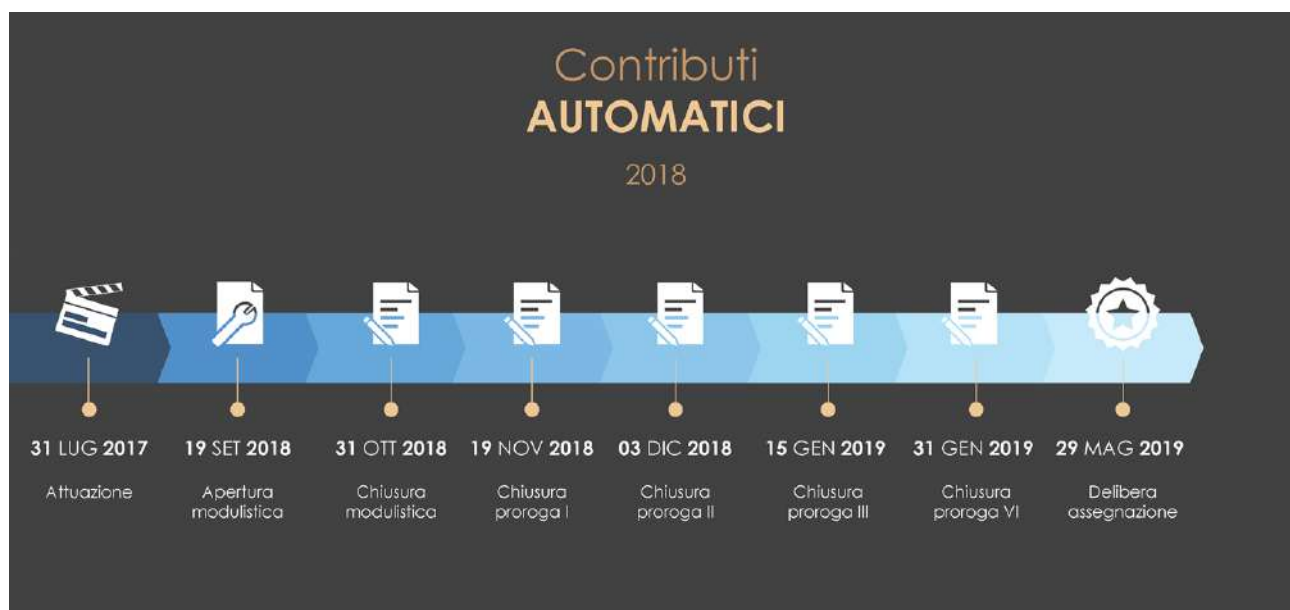 Contributi
AUTOMATICI
2018
31 LUG 2017
Attuazione
19 SET 2018
Apertura
modulistica
31 OTT 2018
Chiusura
modulistica
19 NOV 2018
Chiusura
proroga I
03 DIC 2018
Chiusura
proroga II
15 GEN 2019
Chiusura
proroga III
31 GEN 2019
Chiusura
proroga VI
29 MAG 2019
Delibera
assegnazione